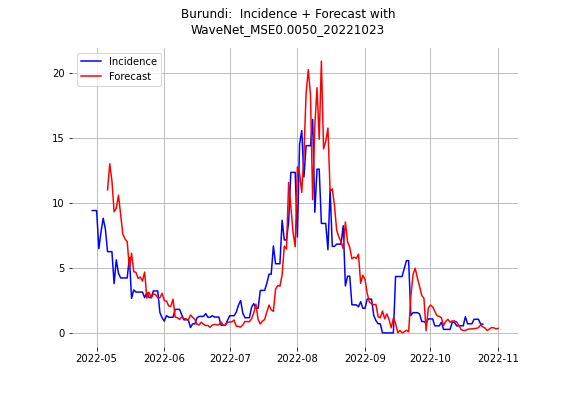 Burundi:  Incidence + Forecast with
WaveNet_MSE0.0050_20221023
Incidence
Forecast
20
15
10
5
0
2022-05 2022-06 2022-07 2022-08 2022-09 2022-10 2022-11